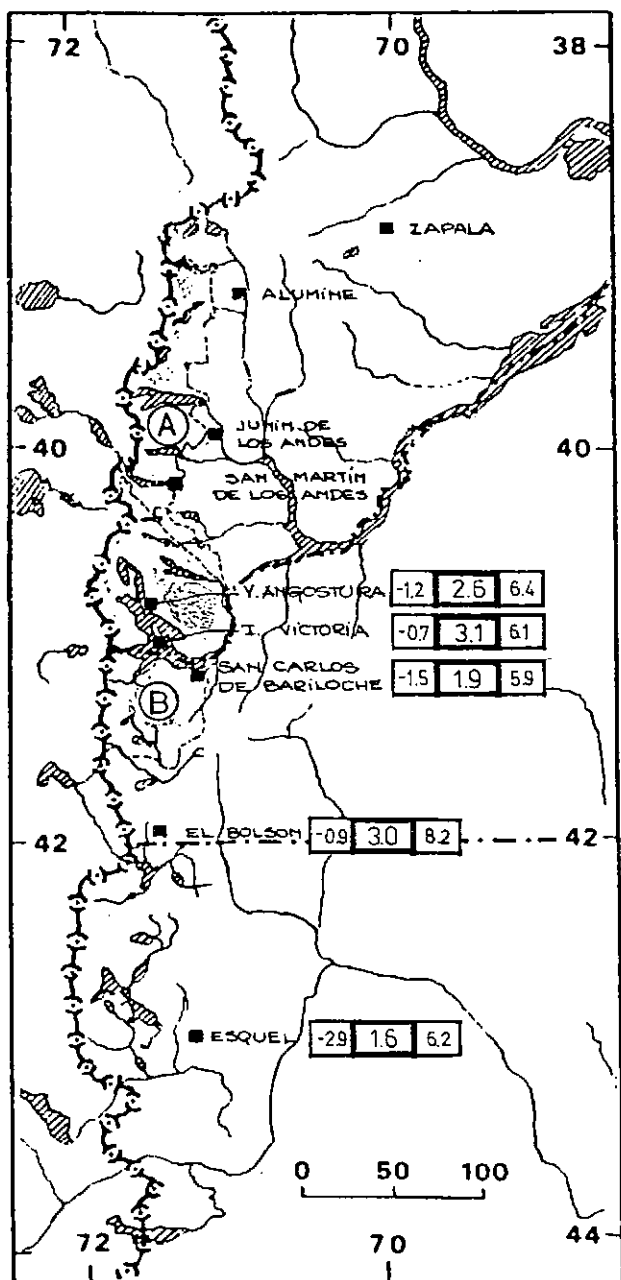 72 70 38
ZAPALA
ALUMINE
JUNIN DE
LOS ANDES
40 40
SAN MARTÍN
DE LOS ANDES
V. ANGOSTURA -1.2 2.6 6.4
I. VICTORIA -0.7 3.1 6.1
SAN CARLOS
DE BARILOCHE -1.5 1.9 5.9
A
B
42 EL BOLSON -0.9 3.0 8.2 42
ESQUEL -2.9 1.6 6.2
0 50 100
72 70 44